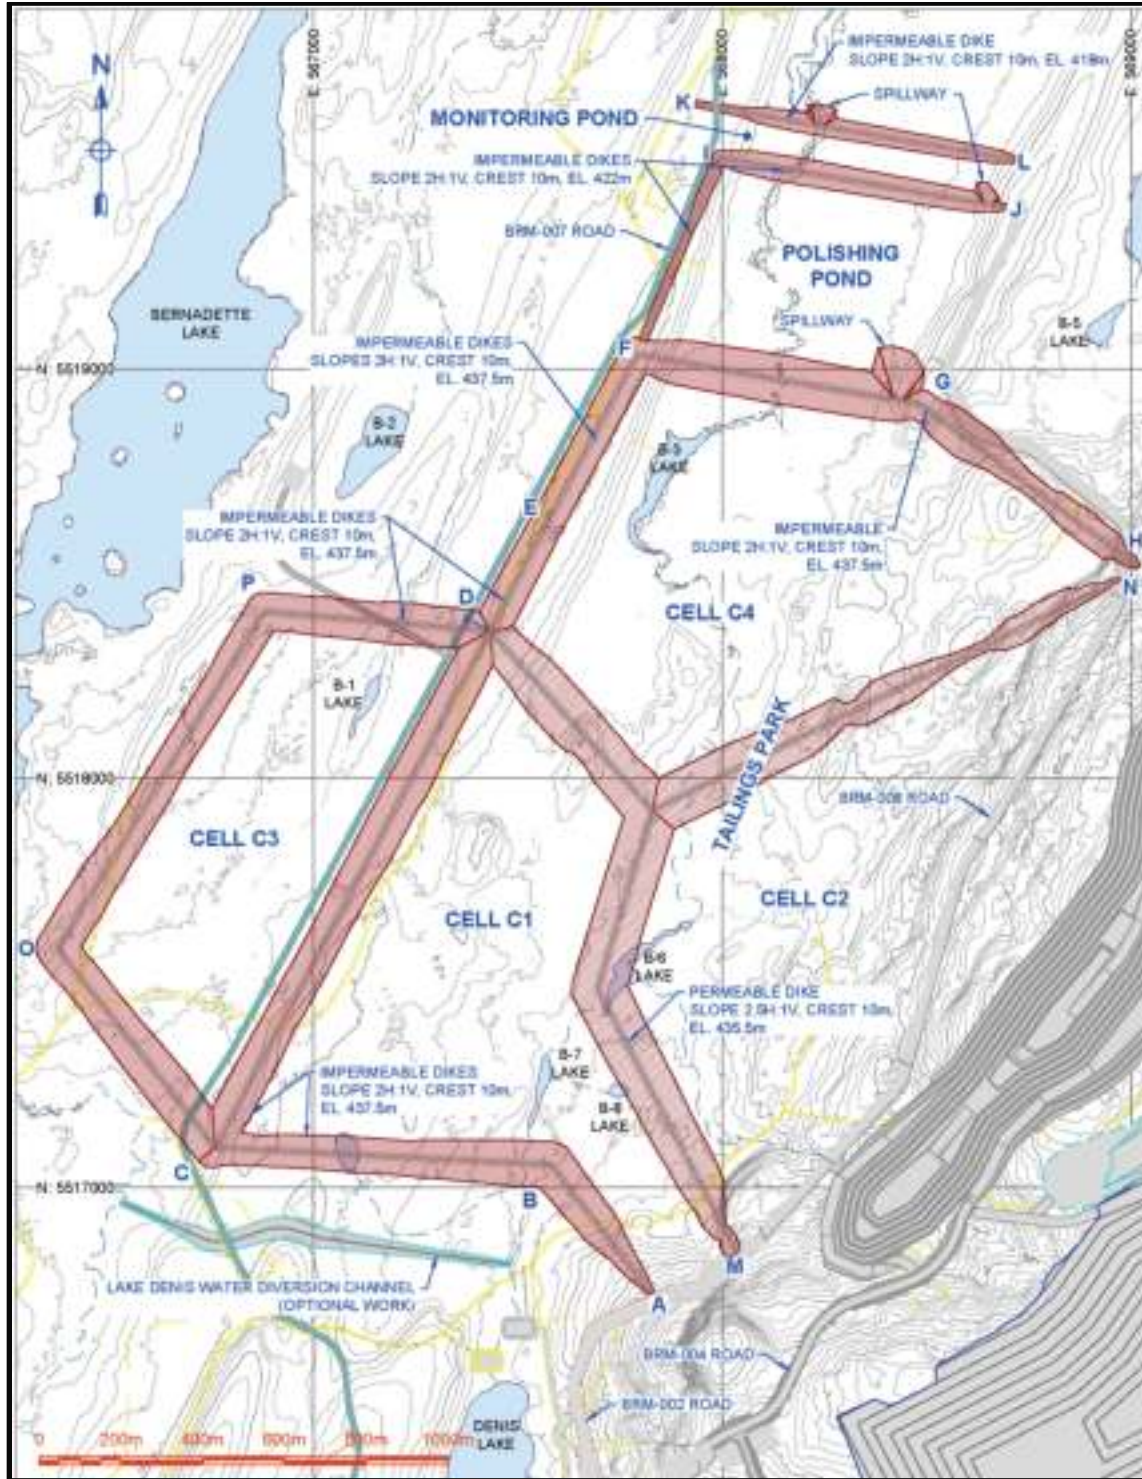 E. 567000
E. 568000
E. 569000
N
IMPERMEABLE DIKE
SLOPE 2H:1V, CREST 10m, EL. 418m
SPILLWAY
K
MONITORING POND
L
IMPERMEABLE DIKES
SLOPE 2H:1V, CREST 10m, EL. 422m
I
J
BRM-007 ROAD
POLISHING
POND
BERNADETTE
LAKE
SPILLWAY
B-5
LAKE
IMPERMEABLE DIKES
SLOPES 3H:1V, CREST 10m,
EL. 437.5m
F
N. 5519000
G
B-2
LAKE
B-3
LAKE
E
IMPERMEABLE DIKES
SLOPE 2H:1V, CREST 10m,
EL. 437.5m
IMPERMEABLE
SLOPE 2H:1V, CREST 10m,
EL. 437.5m
H
N
P
D
CELL C4
B-1
LAKE
TAILINGS PARK
N. 5518000
BRM-008 ROAD
CELL C3
CELL C2
CELL C1
O
B-6
LAKE
PERMEABLE DIKE
SLOPE 2.5H:1V, CREST 10m,
EL. 435.5m
B-7
LAKE
IMPERMEABLE DIKES
SLOPE 2H:1V, CREST 10m,
EL. 437.5m
B-8
LAKE
C
N. 5517000
B
M
LAKE DENIS WATER DIVERSION CHANNEL
(OPTIONAL WORK)
A
BRM-004 ROAD
BRM-002 ROAD
DENIS
LAKE
0 200m 400m 600m 800m 1000m